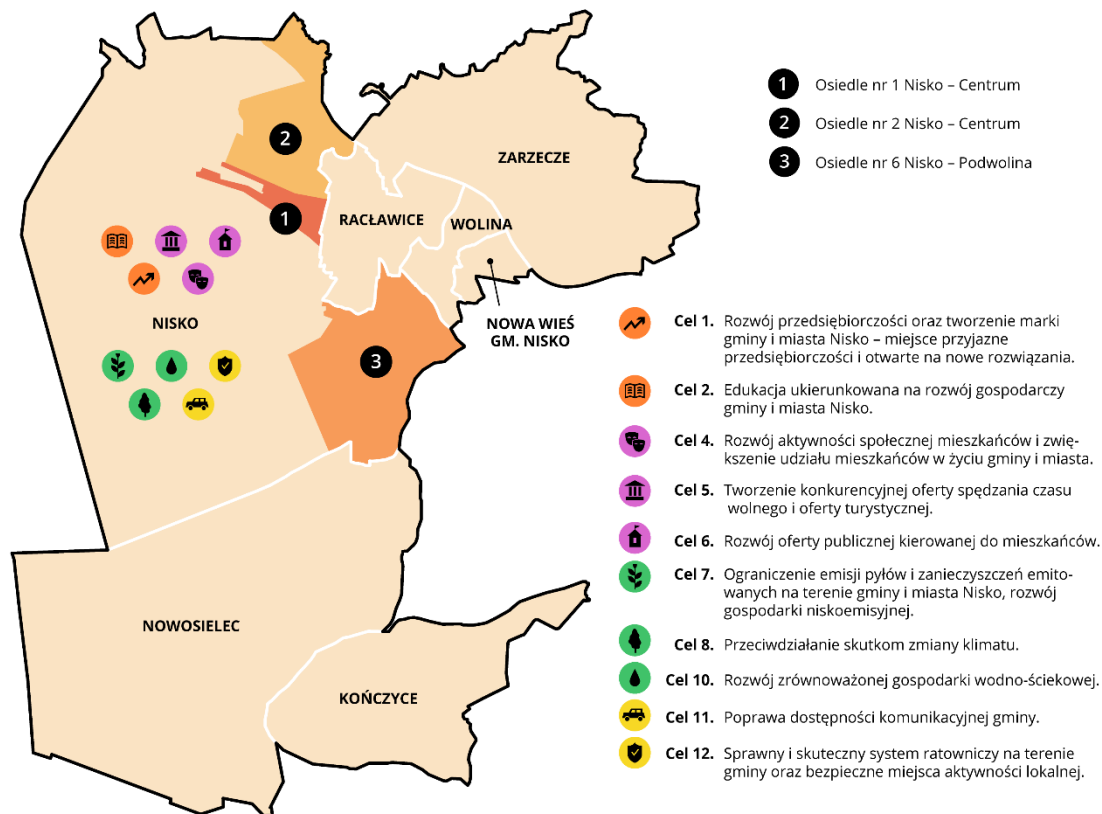 1 Osiedle nr 1 Nisko – Centrum
2 Osiedle nr 2 Nisko – Centrum
3 Osiedle nr 6 Nisko – Podwolina
2
ZARZECZE
1
RACŁAWICE
WOLINA
NISKO
NOWA WIEŚ
GM. NISKO
3
NOWOSIELEC
KOŃCZYCE
Cel 1. Rozwój przedsiębiorczości oraz tworzenie marki
gminy i miasta Nisko – miejsce przyjazne
przedsiębiorczości i otwarte na nowe rozwiązania.
Cel 2. Edukacja ukierunkowana na rozwój gospodarczy
gminy i miasta Nisko.
Cel 4. Rozwój aktywności społecznej mieszkańców i zwię-
kszenie udziału mieszkańców w życiu gminy i miasta.
Cel 5. Tworzenie konkurencyjnej oferty spędzania czasu
wolnego i oferty turystycznej.
Cel 6. Rozwój oferty publicznej kierowanej do mieszkańców.
Cel 7. Ograniczenie emisji pyłów i zanieczyszczeń emito-
wanych na terenie gminy i miasta Nisko, rozwój
gospodarki niskoemisyjnej.
Cel 8. Przeciwdziałanie skutkom zmiany klimatu.
Cel 10. Rozwój zrównoważonej gospodarki wodno-ściekowej.
Cel 11. Poprawa dostępności komunikacyjnej gminy.
Cel 12. Sprawny i skuteczny system ratowniczy na terenie
gminy oraz bezpieczne miejsca aktywności lokalnej.